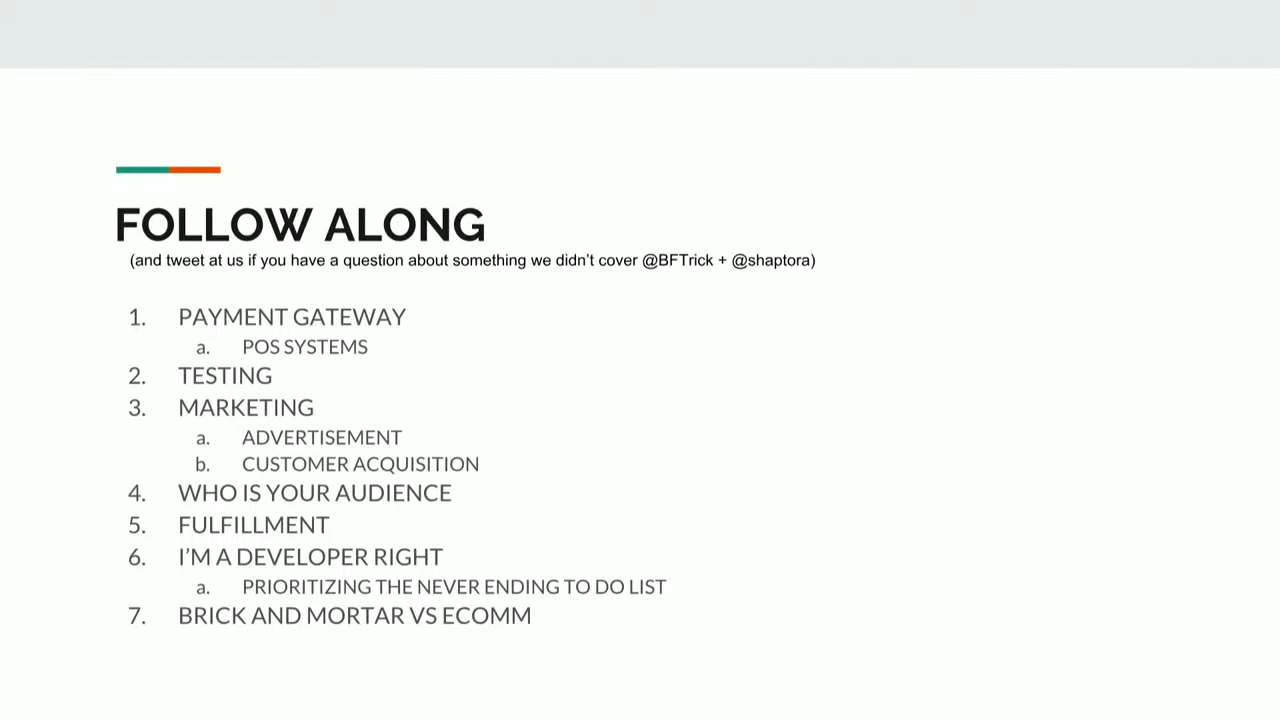 FOLLOW ALONG
(and tweet at us if you have a question about something we didn't cover @BFTrick + @shaptora)
1. PAYMENT GATEWAY
a. POS SYSTEMS
2. TESTING
3. MARKETING
a. ADVERTISEMENT
b. CUSTOMER ACQUISITION
4. WHO IS YOUR AUDIENCE
5. FULFILLMENT
6. I'M A DEVELOPER RIGHT
a. PRIORITIZING THE NEVER ENDING TO DO LIST
7. BRICK AND MORTAR VS ECOMM